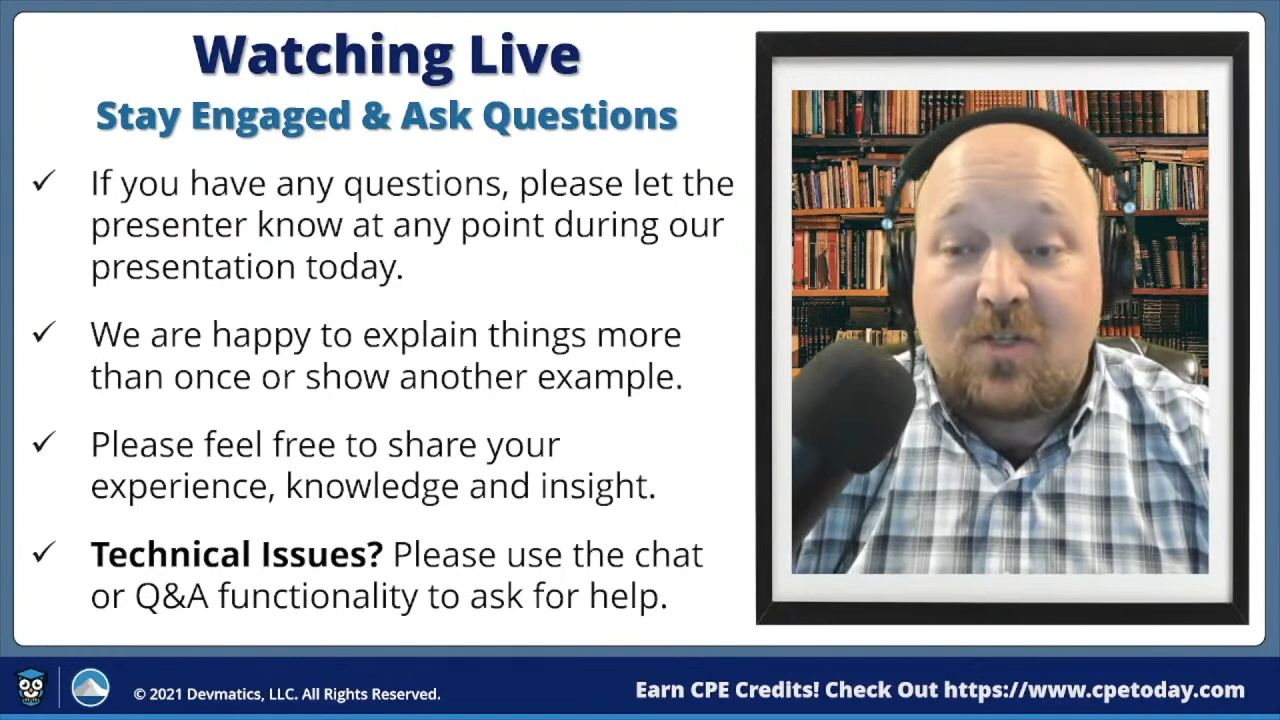 Watching Live
Stay Engaged & Ask Questions
✓ If you have any questions, please let the
presenter know at any point during our
presentation today.
✓ We are happy to explain things more
than once or show another example.
✓ Please feel free to share your
experience, knowledge and insight.
✓ Technical Issues? Please use the chat
or Q&A functionality to ask for help.
© 2021 Devmatics, LLC. All Rights Reserved.
Earn CPE Credits! Check Out https://www.cpetoday.com